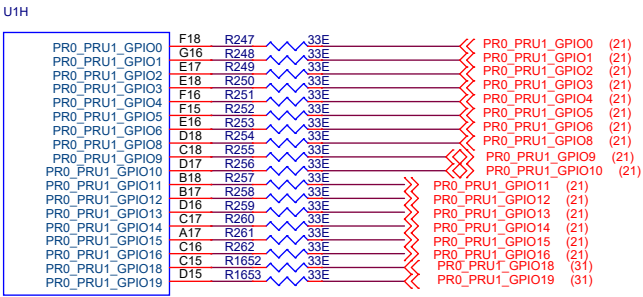 U1H
PR0_PRU1_GPIO0 F18 R247 33E PR0_PRU1_GPIO0 (21)
PR0_PRU1_GPIO1 G16 R248 33E PR0_PRU1_GPIO1 (21)
PR0_PRU1_GPIO2 E17 R249 33E PR0_PRU1_GPIO2 (21)
PR0_PRU1_GPIO3 E18 R250 33E PR0_PRU1_GPIO3 (21)
PR0_PRU1_GPIO4 F16 R251 33E PR0_PRU1_GPIO4 (21)
PR0_PRU1_GPIO5 F15 R252 33E PR0_PRU1_GPIO5 (21)
PR0_PRU1_GPIO6 E16 R253 33E PR0_PRU1_GPIO6 (21)
PR0_PRU1_GPIO8 D18 R254 33E PR0_PRU1_GPIO8 (21)
PR0_PRU1_GPIO9 C18 R255 33E PR0_PRU1_GPIO9 (21)
PR0_PRU1_GPIO10 D17 R256 33E PR0_PRU1_GPIO10 (21)
PR0_PRU1_GPIO11 B18 R257 33E PR0_PRU1_GPIO11 (21)
PR0_PRU1_GPIO12 B17 R258 33E PR0_PRU1_GPIO12 (21)
PR0_PRU1_GPIO13 D16 R259 33E PR0_PRU1_GPIO13 (21)
PR0_PRU1_GPIO14 C17 R260 33E PR0_PRU1_GPIO14 (21)
PR0_PRU1_GPIO15 A17 R261 33E PR0_PRU1_GPIO15 (21)
PR0_PRU1_GPIO16 C16 R262 33E PR0_PRU1_GPIO16 (21)
PR0_PRU1_GPIO18 C15 R1652 33E PR0_PRU1_GPIO18 (31)
PR0_PRU1_GPIO19 D15 R1653 33E PR0_PRU1_GPIO19 (31)